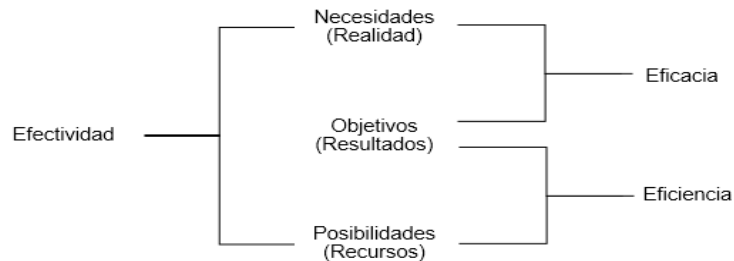 Necesidades
(Realidad)
Eficacia
Efectividad
Objetivos
(Resultados)
Eficiencia
Posibilidades
(Recursos)